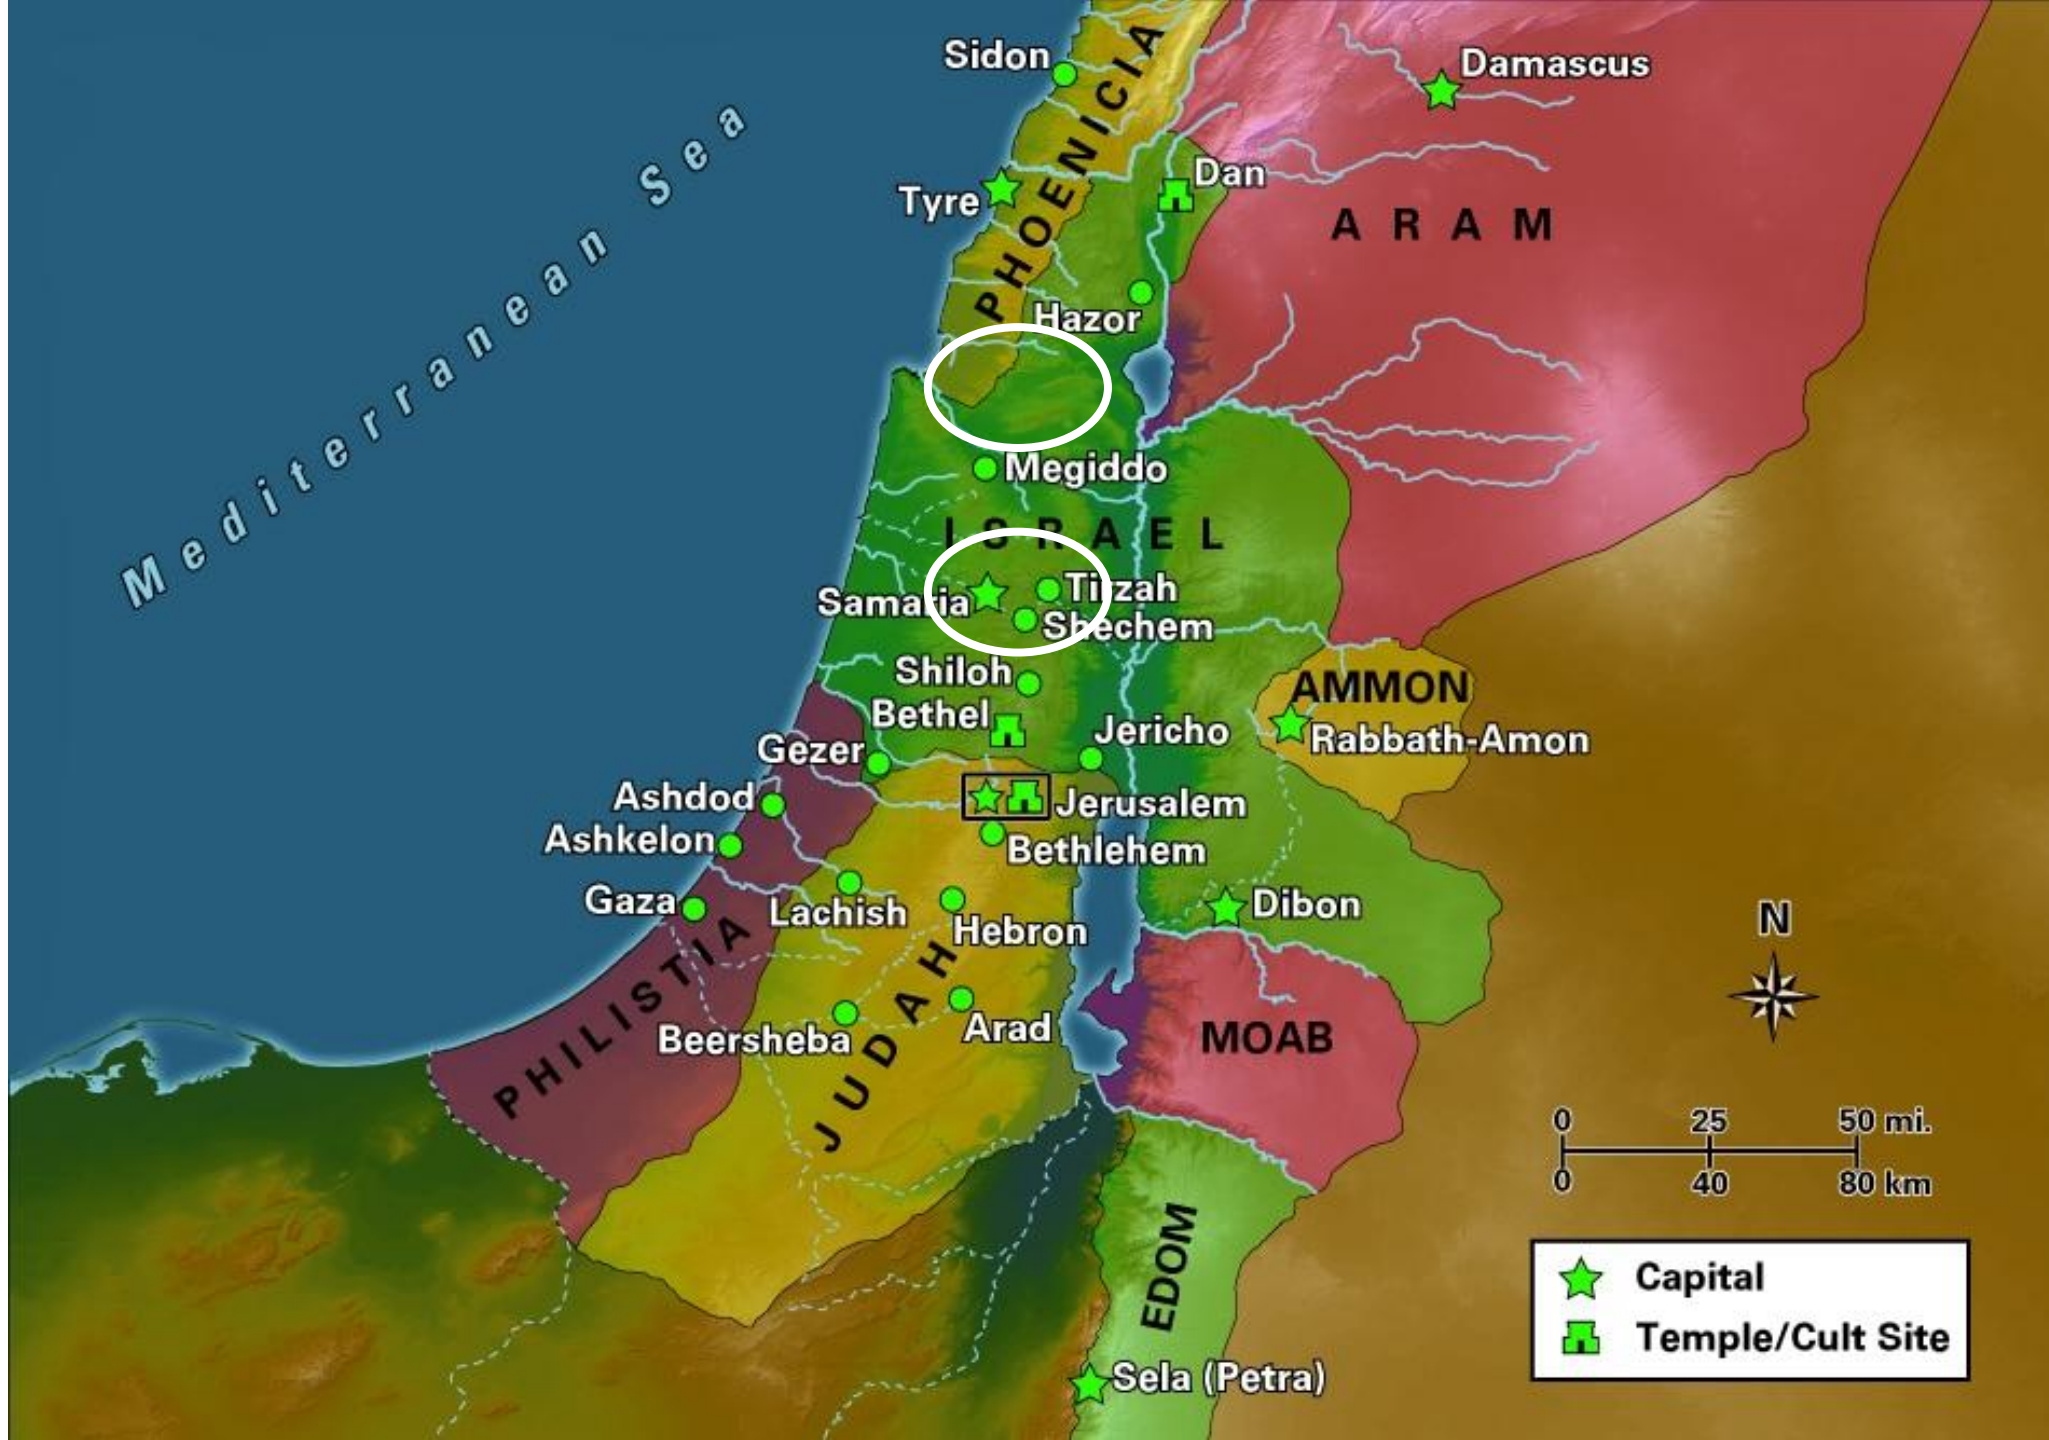 Sidon
Damascus
PHOENICIA
Dan
Tyre
ARAM
Mediterranean Sea
Hazor
Megiddo
ISRAEL
Tirzah
Samaria
Shechem
Shiloh
AMMON
Bethel
Jericho
Rabbath-Amon
Gezer
Ashdod
Jerusalem
Ashkelon
Bethlehem
Gaza
Lachish
Dibon
Hebron
N
PHILISTIA
JUDAH
Beersheba
Arad
MOAB
0 25 50 mi.
0 40 80 km
EDOM
Capital
Temple/Cult Site
Sela (Petra)